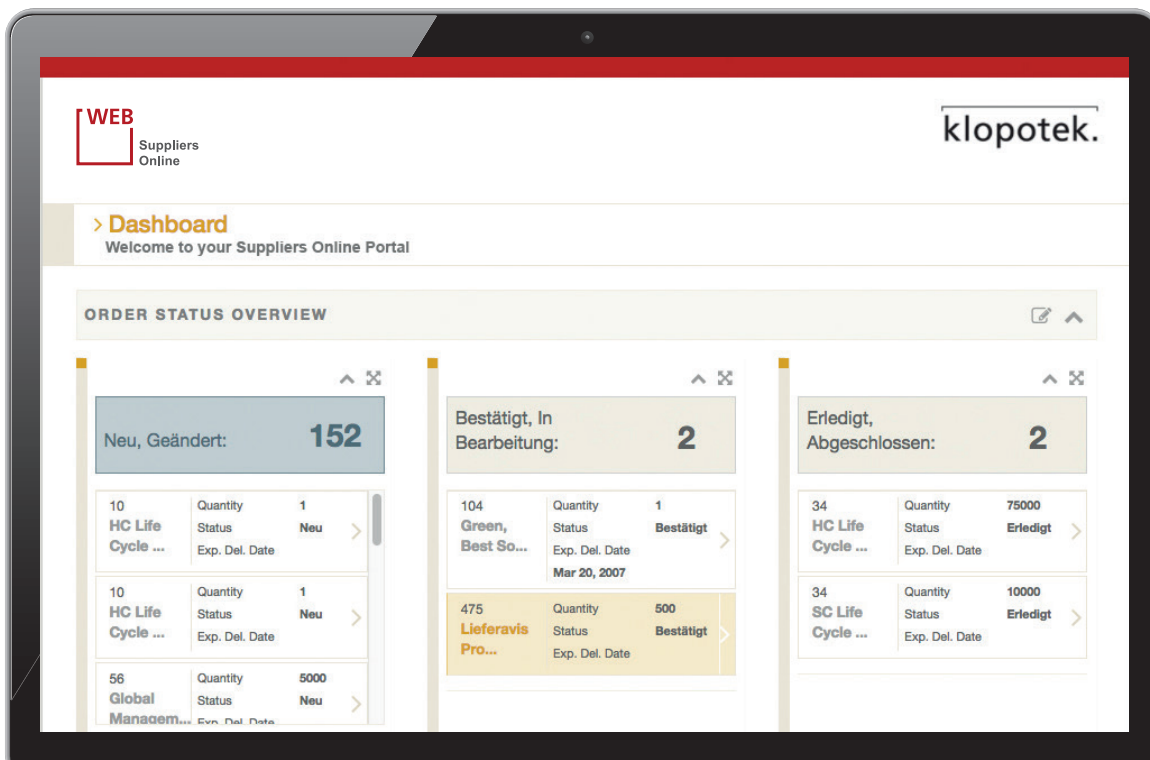 WEB
Suppliers
Online
klopotek.
Dashboard
Welcome to your Suppliers Online Portal
ORDER STATUS OVERVIEW
Neu, Geändert: 152
10 Quantity 1
HC Life Status Neu
Cycle ... Exp. Del. Date
10 Quantity 1
HC Life Status Neu
Cycle ... Exp. Del. Date
56 Quantity 5000
Global Status Neu
Managem... Exp. Del. Date
Bestätigt, In
Bearbeitung: 2
104 Quantity 1
Green, Status Bestätigt
Best So... Exp. Del. Date
Mar 20, 2007
475 Quantity 500
Lieferavis Status Bestätigt
Pro... Exp. Del. Date
Erledigt,
Abgeschlossen: 2
34 Quantity 75000
HC Life Status Erledigt
Cycle ... Exp. Del. Date
34 Quantity 10000
SC Life Status Erledigt
Cycle ... Exp. Del. Date